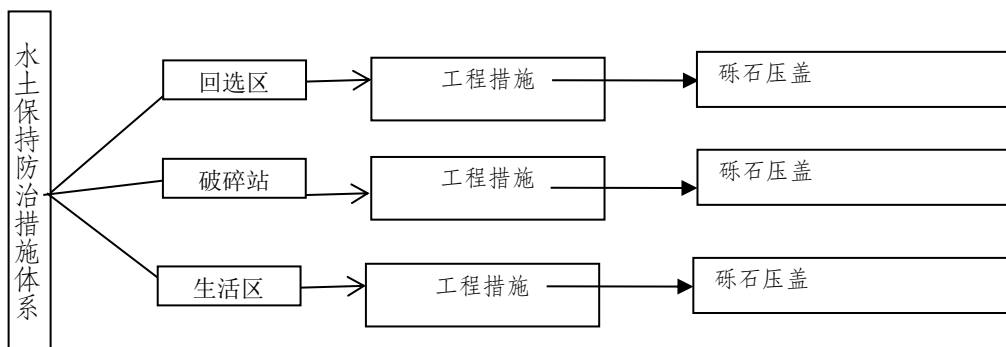 水土保持防治措施体系
回选区
工程措施
砾石压盖
破碎站
工程措施
砾石压盖
生活区
工程措施
砾石压盖